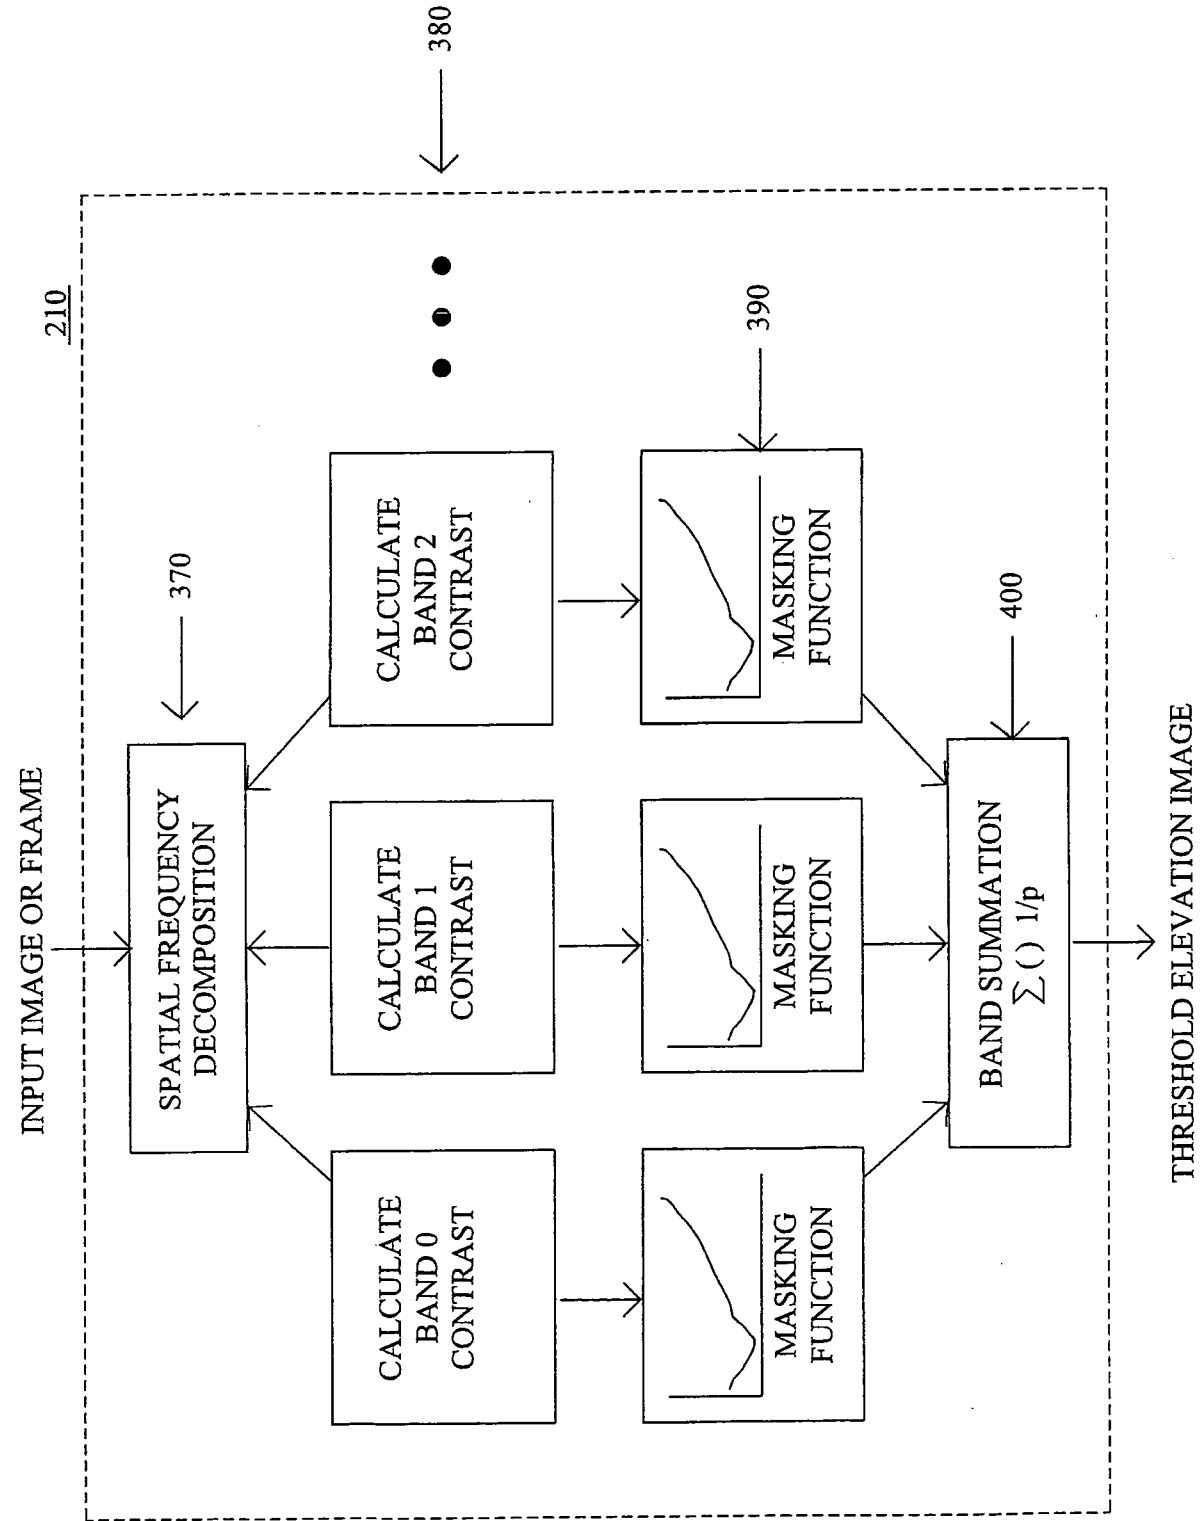 INPUT IMAGE OR FRAME
210
SPATIAL FREQUENCY
DECOMPOSITION
370
CALCULATE
BAND 0
CONTRAST
CALCULATE
BAND 1
CONTRAST
CALCULATE
BAND 2
CONTRAST
380
MASKING
FUNCTION
MASKING
FUNCTION
MASKING
FUNCTION
390
BAND SUMMATION
∑() 1/p
400
THRESHOLD ELEVATION IMAGE